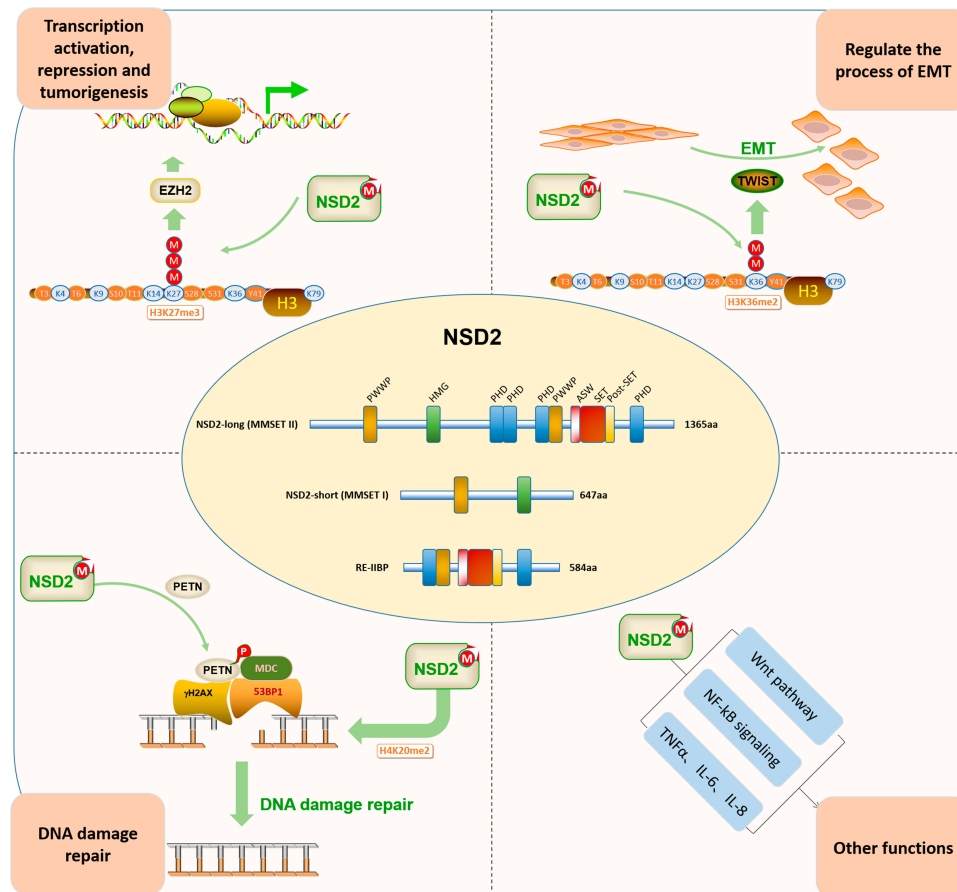 Transcription
activation,
repression and
tumorigenesis
EZH2
NSD2
M
M
M
M
T3 K4 T6 K9 S10 T11 K14 K27 S28 S31 K36 Y41 H3 K79
H3K27me3
Regulate the
process of EMT
EMT
TWIST
NSD2
M
M
M
T3 K4 T6 K9 S10 T11 K14 K27 S28 S31 K36 Y41 H3 K79
H3K36me2
NSD2
PWWP HMG PHD PHD PHD PWWP ASW SET Post-SET PHD
NSD2-long (MMSET II) 1365aa
NSD2-short (MMSET I) 647aa
RE-IIBP 584aa
NSD2
M
PETN
P
PETN
MDC
γH2AX
53BP1
NSD2
M
H4K20me2
DNA damage repair
DNA damage
repair
NSD2
M
Wnt pathway
NF-kB signaling
TNFα、IL-6、IL-8
Other functions